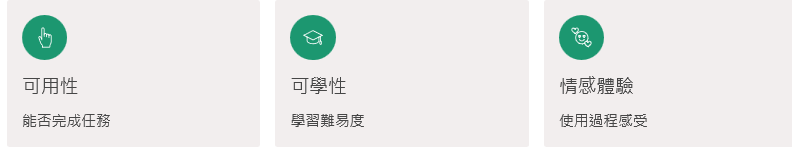 可用性
能否完成任務
可學性
學習難易度
情感體驗
使用過程感受